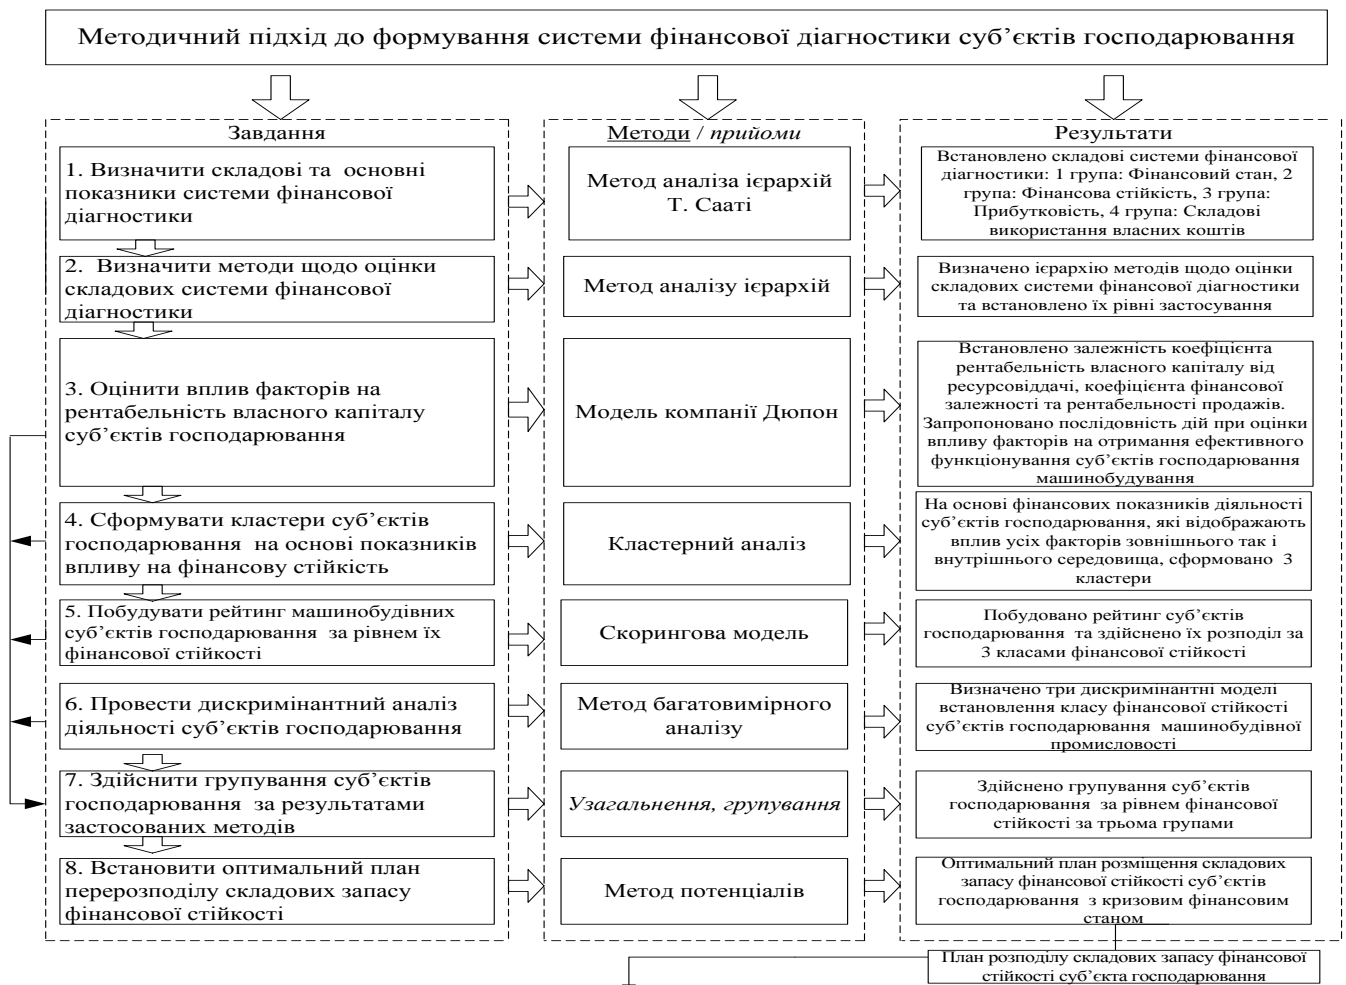 Методичний підхід до формування системи фінансової діагностики суб’єктів господарювання
Завдання
Методи / прийоми
Результати
1. Визначити складові та основні
показники системи фінансової
діагностики
Метод аналіза ієрархій
Т. Сааті
Встановлено складові системи фінансової
діагностики: 1 група: Фінансовий стан, 2
група: Фінансова стійкість, 3 група:
Прибутковість, 4 група: Складові
використання власних коштів
2. Визначити методи щодо оцінки
складових системи фінансової
діагностики
Метод аналізу ієрархій
Визначено ієрархію методів щодо оцінки
складових системи фінансової діагностики
та встановлено їх рівні застосування
3. Оцінити вплив факторів на
рентабельність власного капіталу
суб’єктів господарювання
Модель компанії Дюпон
Встановлено залежність коефіцієнта
рентабельність власного капіталу від
ресурсовіддачі, коефіцієнта фінансової
залежності та рентабельності продажів.
Запропоновано послідовність дій при оцінки
впливу факторів на отримання ефективного
функціонування суб’єктів господарювання
машинобудування
4. Сформувати кластери суб’єктів
господарювання на основі показників
впливу на фінансову стійкість
Кластерний аналіз
На основі фінансових показників діяльності
суб’єктів господарювання, які відображають
вплив усіх факторів зовнішнього так і
внутрішнього середовища, сформовано 3
кластери
5. Побудувати рейтинг машинобудівних
суб’єктів господарювання за рівнем їх
фінансової стійкості
Скорингова модель
Побудовано рейтинг суб’єктів
господарювання та здійснено їх розподіл за
3 класами фінансової стійкості
6. Провести дискримінантний аналіз
діяльності суб’єктів господарювання
Метод багатовимірного
аналізу
Визначено три дискримінантні моделі
встановлення класу фінансової стійкості
суб’єктів господарювання машинобудівної
промисловості
7. Здійснити групування суб’єктів
господарювання за результатами
застосованих методів
Узагальнення, групування
Здійснено групування суб’єктів
господарювання за рівнем фінансової
стійкості за трьома групами
8. Встановити оптимальний план
перерозподілу складових запасу
фінансової стійкості
Метод потенціалів
Оптимальний план розміщення складових
запасу фінансової стійкості суб’єктів
господарювання з кризовим фінансовим
станом
План розподілу складових запасу фінансової
стійкості суб’єкта господарювання